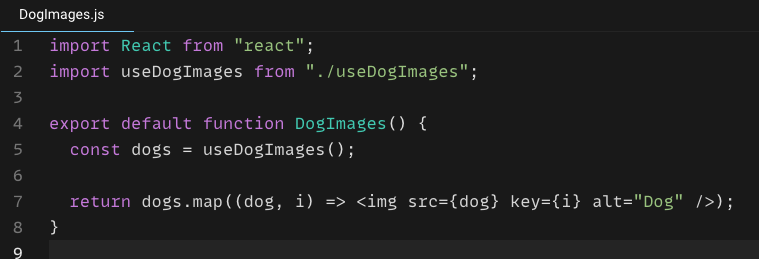 DogImages.js
1 import React from "react";
2 import useDogImages from "./useDogImages";
3
4 export default function DogImages() {
5   const dogs = useDogImages();
6
7   return dogs.map((dog, i) => <img src={dog} key={i} alt="Dog" />);
8 }
9